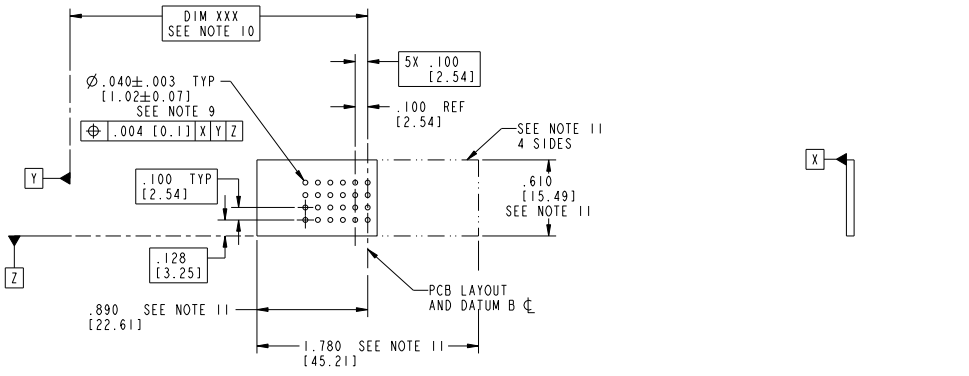 DIM XXX
SEE NOTE 10
5X .100
[2.54]
Ø.040±.003 TYP
[1.02±0.07]
SEE NOTE 9
⌖ .004 [0.1] X Y Z
.100 REF
[2.54]
SEE NOTE 11
4 SIDES
X
Y
.100 TYP
[2.54]
.610
[15.49]
SEE NOTE 11
Z
.128
[3.25]
PCB LAYOUT
AND DATUM B ℄
.890 SEE NOTE 11
[22.61]
1.780 SEE NOTE 11
[45.21]